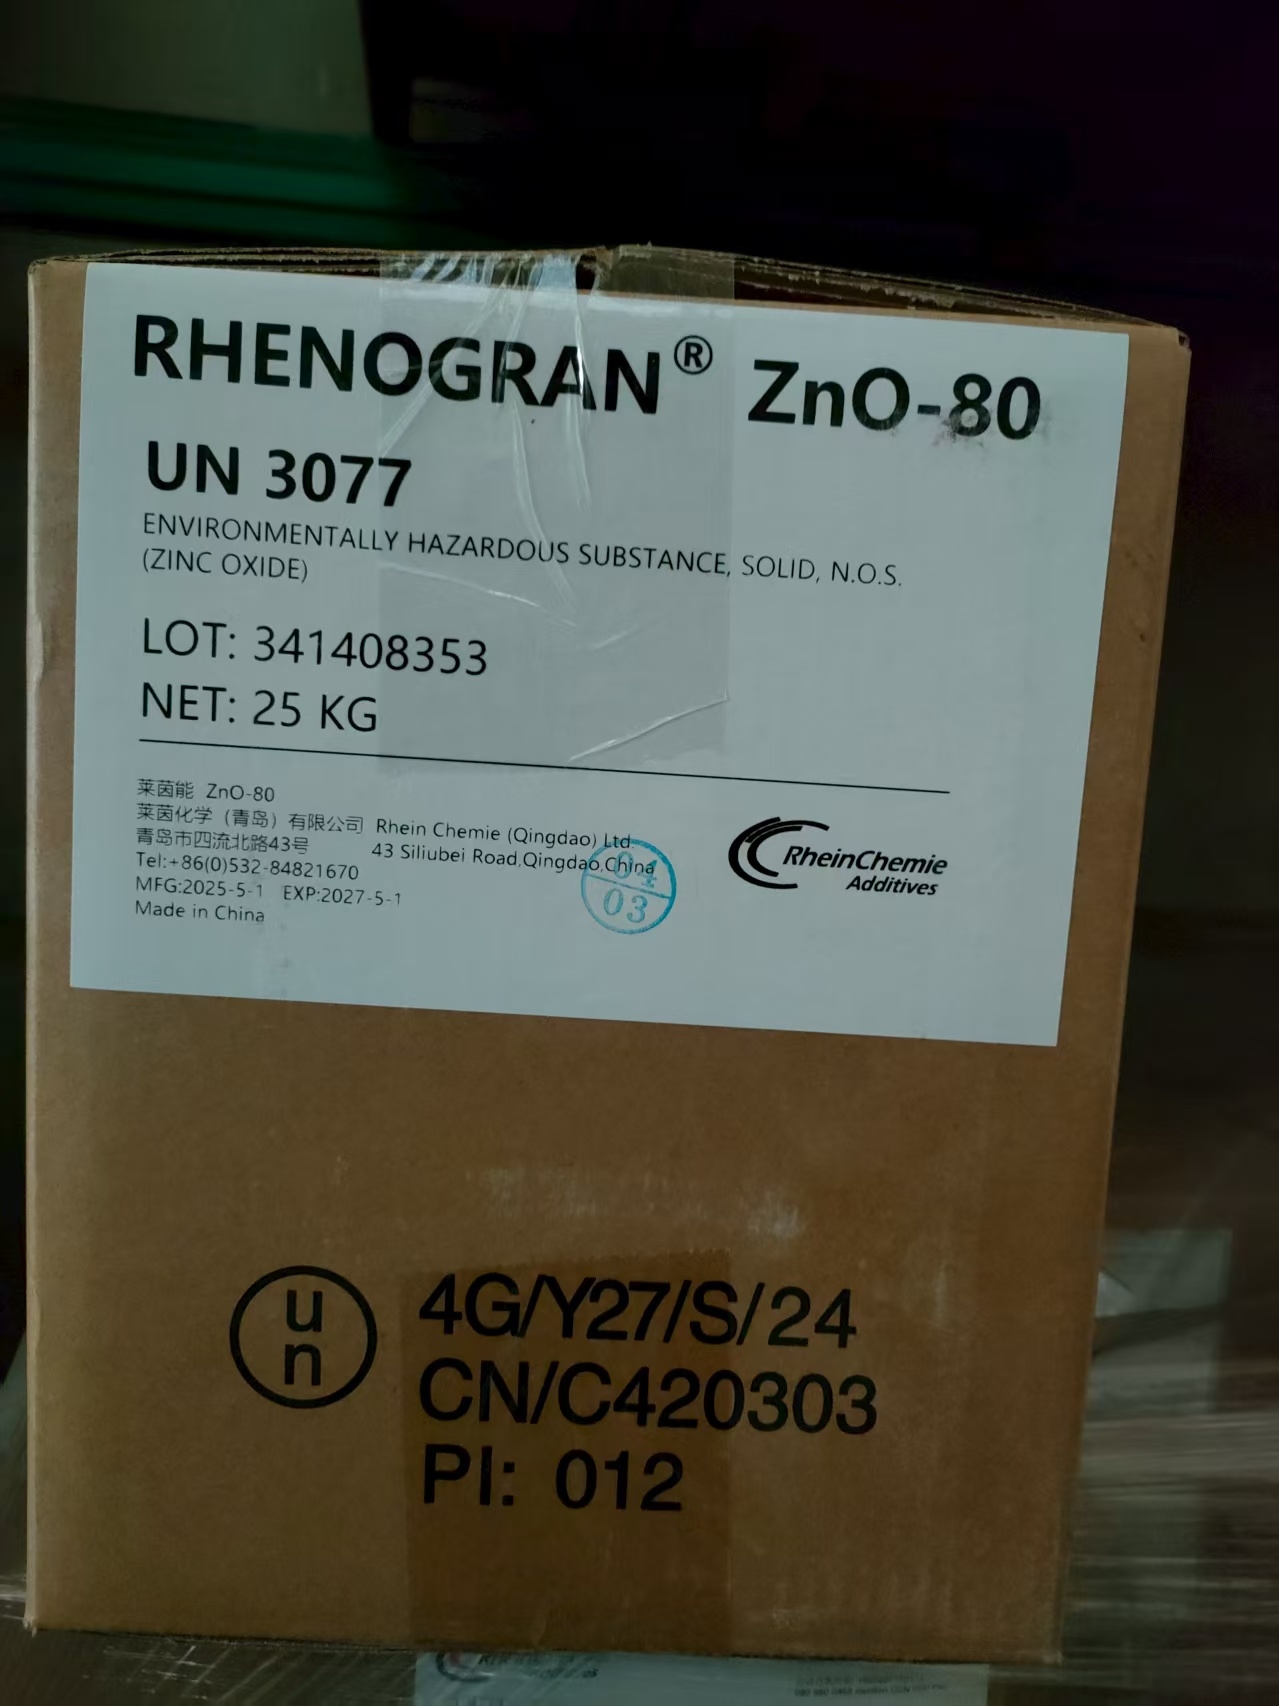 RHENOGRAN® ZnO-80
UN 3077
ENVIRONMENTALLY HAZARDOUS SUBSTANCE, SOLID, N.O.S.
(ZINC OXIDE)
LOT: 341408353
NET: 25 KG
莱茵能 ZnO-80
莱茵化学（青岛）有限公司 Rhein Chemie (Qingdao) Ltd.
青岛市四流北路43号 43 Siliubei Road,Qingdao,China
Tel:+86(0)532-84821670
MFG:2025-5-1 EXP:2027-5-1
Made in China
04
03
RheinChemie
Additives
un
4G/Y27/S/24
CN/C420303
PI: 012